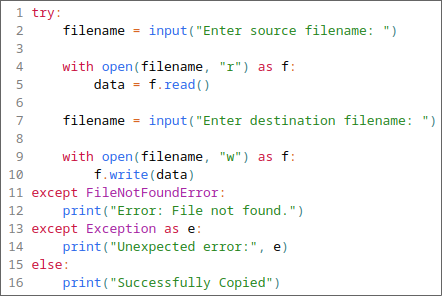 1 try:
2     filename = input("Enter source filename: ")
3
4     with open(filename, "r") as f:
5         data = f.read()
6
7     filename = input("Enter destination filename: ")
8
9     with open(filename, "w") as f:
10         f.write(data)
11 except FileNotFoundError:
12     print("Error: File not found.")
13 except Exception as e:
14     print("Unexpected error:", e)
15 else:
16     print("Successfully Copied")